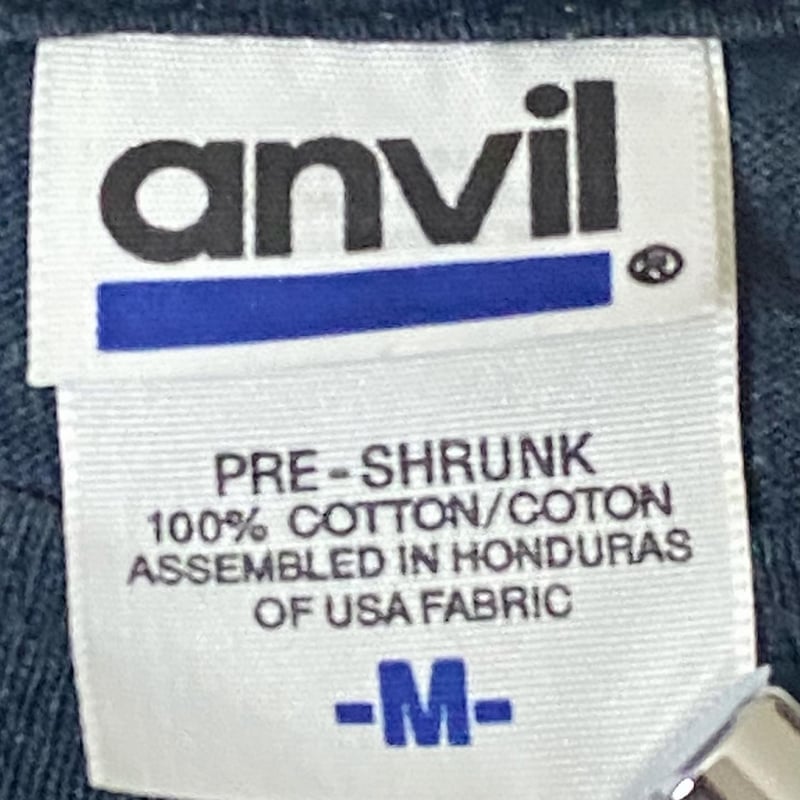 anvil®
PRE-SHRUNK
100% COTTON/COTON
ASSEMBLED IN HONDURAS
OF USA FABRIC
-M-